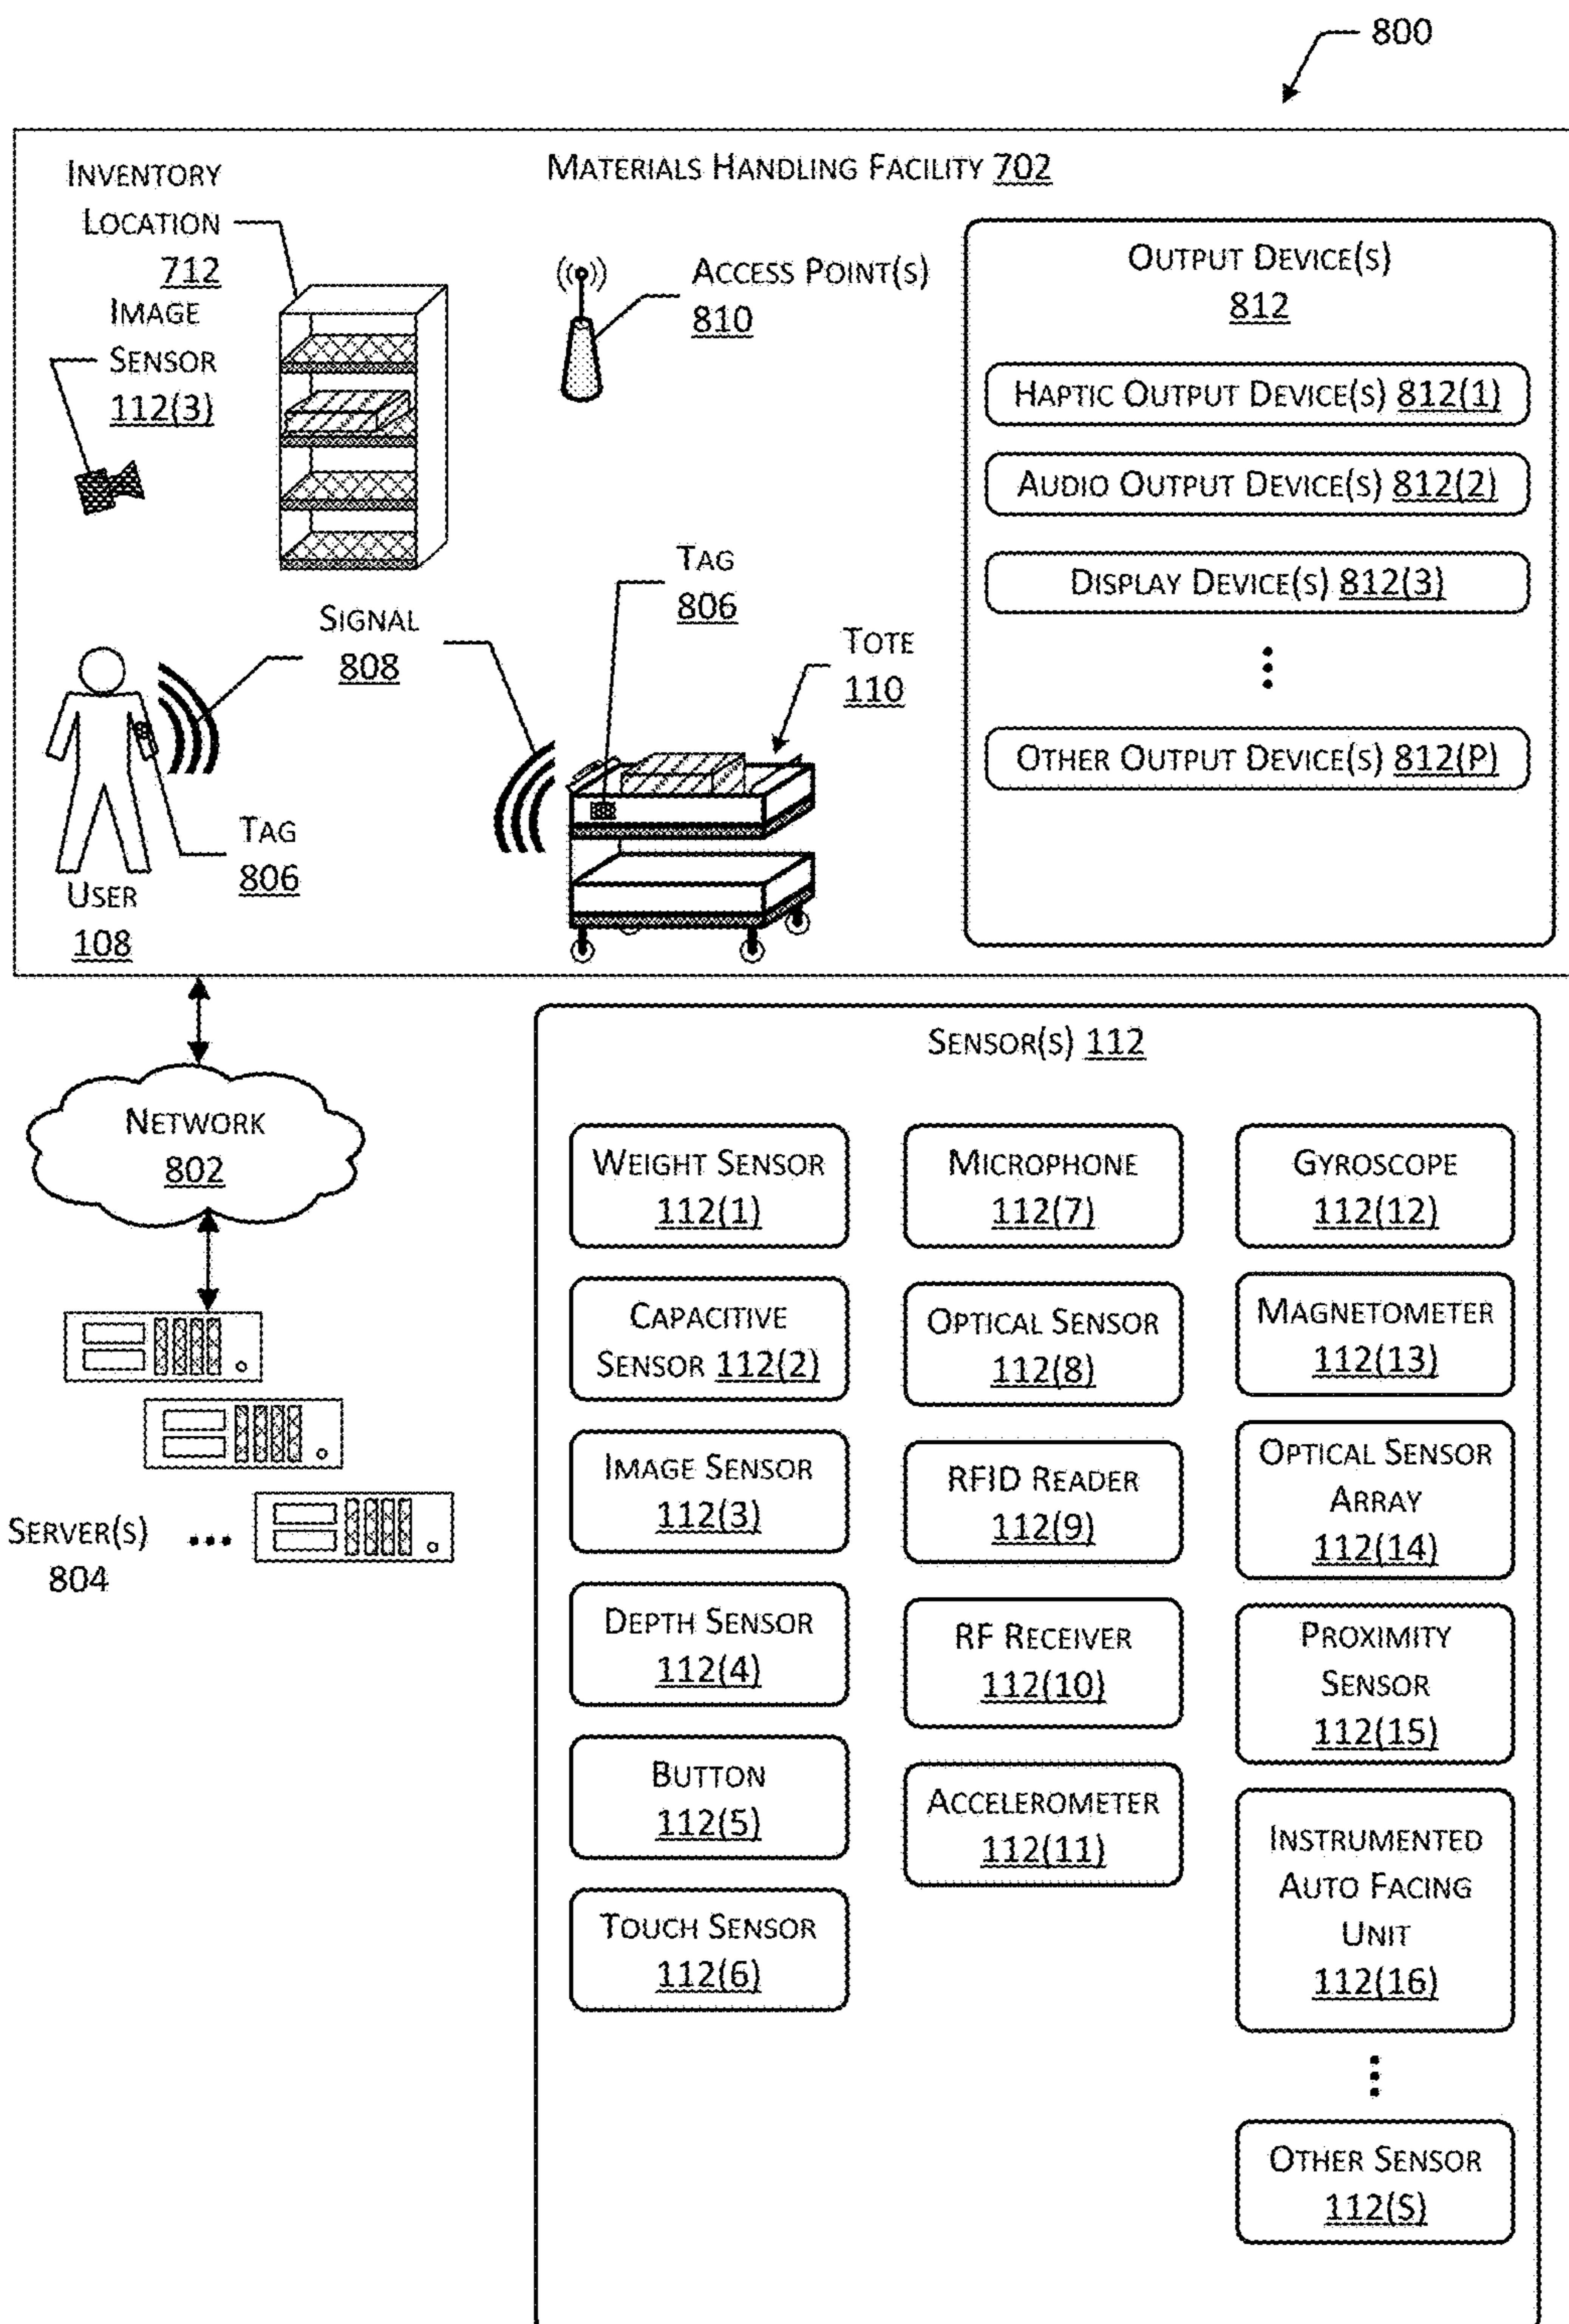 800
MATERIALS HANDLING FACILITY 702
INVENTORY
LOCATION
712
IMAGE
SENSOR
112(3)
ACCESS POINT(S)
810
TAG
806
SIGNAL
808
TOTE
110
TAG
806
USER
108
OUTPUT DEVICE(S)
812
HAPTIC OUTPUT DEVICE(S) 812(1)
AUDIO OUTPUT DEVICE(S) 812(2)
DISPLAY DEVICE(S) 812(3)
OTHER OUTPUT DEVICE(S) 812(P)
NETWORK
802
SERVER(S)
804
SENSOR(S) 112
WEIGHT SENSOR
112(1)
CAPACITIVE
SENSOR 112(2)
IMAGE SENSOR
112(3)
DEPTH SENSOR
112(4)
BUTTON
112(5)
TOUCH SENSOR
112(6)
MICROPHONE
112(7)
OPTICAL SENSOR
112(8)
RFID READER
112(9)
RF RECEIVER
112(10)
ACCELEROMETER
112(11)
GYROSCOPE
112(12)
MAGNETOMETER
112(13)
OPTICAL SENSOR
ARRAY
112(14)
PROXIMITY
SENSOR
112(15)
INSTRUMENTED
AUTO FACING
UNIT
112(16)
OTHER SENSOR
112(S)